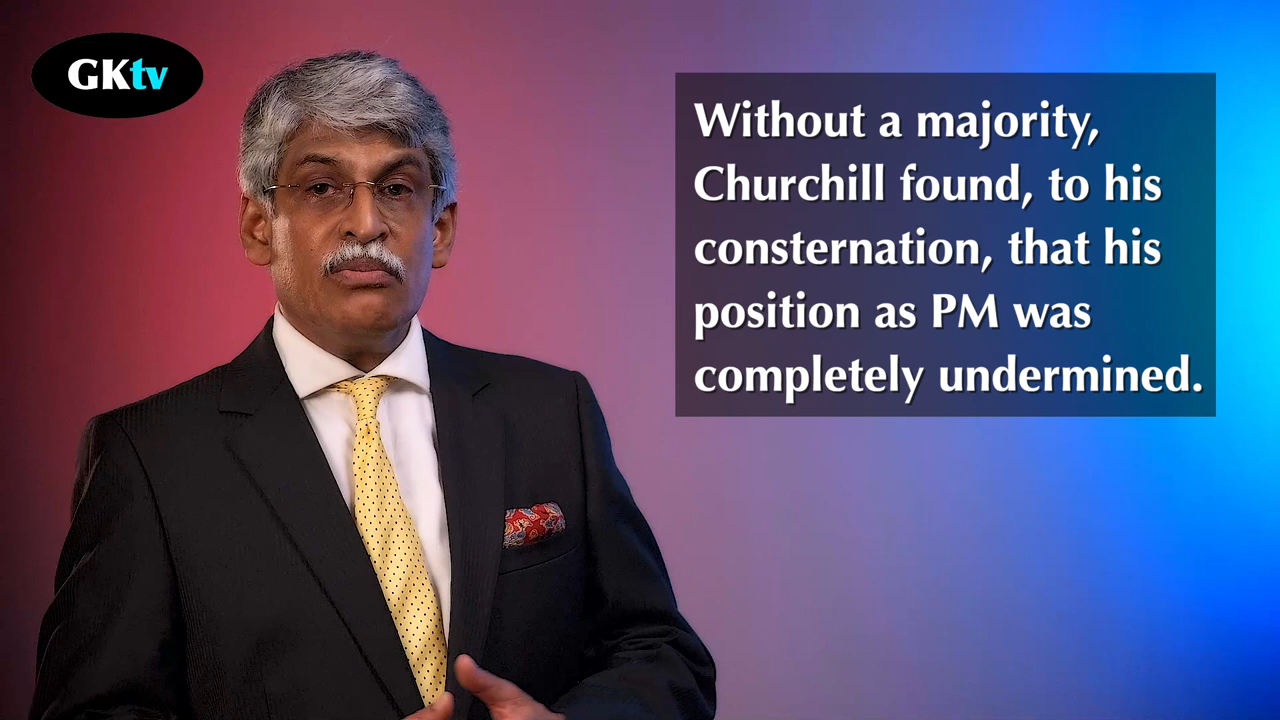 GKtv
Without a majority,
Churchill found, to his
consternation, that his
position as PM was
completely undermined.